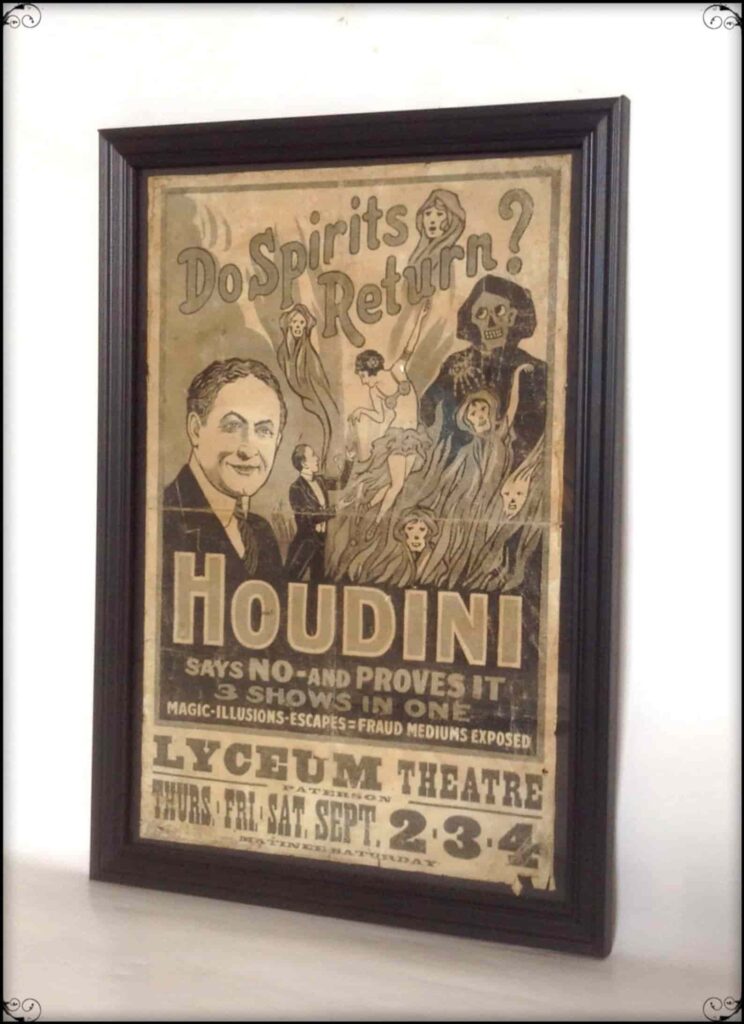 Do Spirits
Return?
HOUDINI
SAYS NO-AND PROVES IT
3 SHOWS IN ONE
MAGIC-ILLUSIONS-ESCAPES=FRAUD MEDIUMS EXPOSED
LYCEUM THEATRE
PATERSON
THURS. FRI. SAT. SEPT. 2·3·4
MATINEE SATURDAY